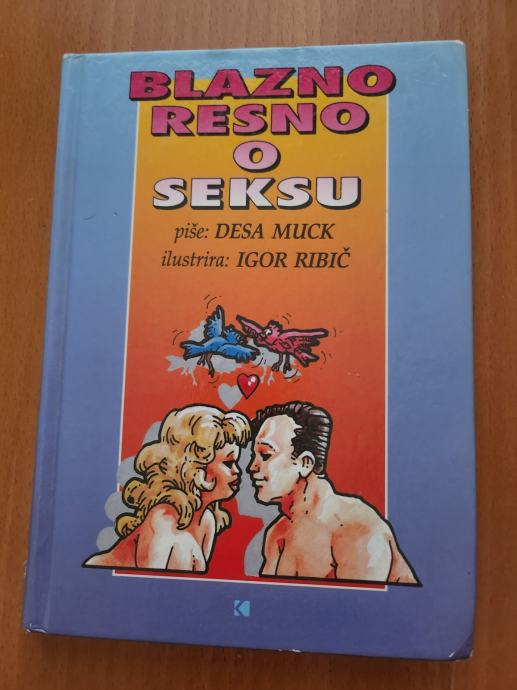 BLAZNO
RESNO
O
SEKSU
piše: DESA MUCK
ilustrira: IGOR RIBIČ
K